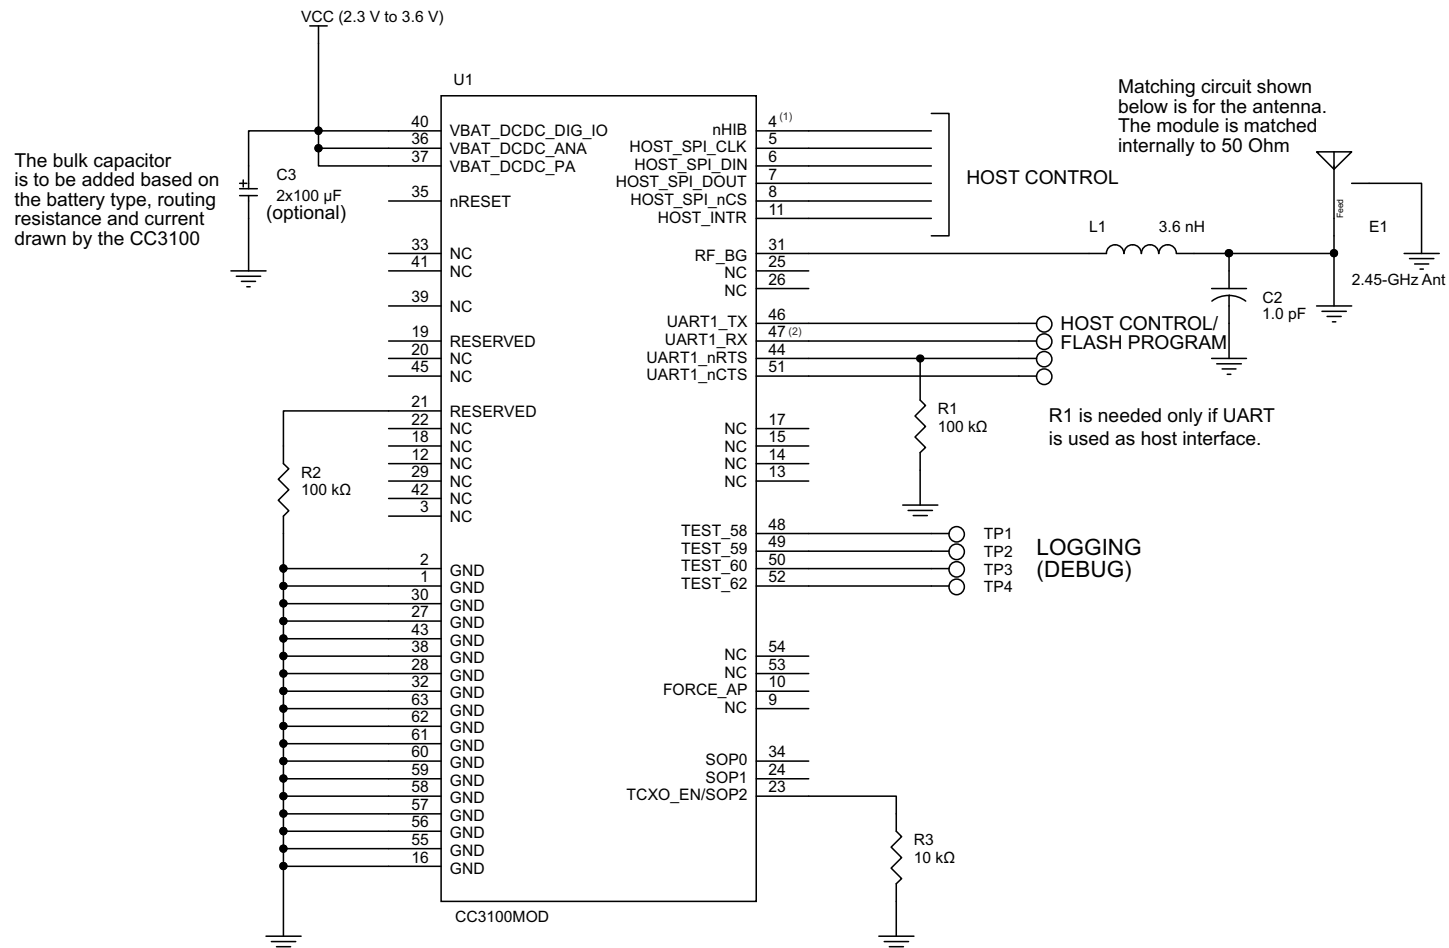 VCC (2.3 V to 3.6 V)
U1
The bulk capacitor
is to be added based on
the battery type, routing
resistance and current
drawn by the CC3100
+
C3
2x100 µF
(optional)
40 VBAT_DCDC_DIG_IO
36 VBAT_DCDC_ANA
37 VBAT_DCDC_PA
35 nRESET
33 NC
41 NC
39 NC
19 RESERVED
20 NC
45 NC
21 RESERVED
22 NC
18 NC
12 NC
29 NC
42 NC
3 NC
R2
100 kΩ
2 GND
1 GND
30 GND
27 GND
43 GND
38 GND
28 GND
32 GND
63 GND
62 GND
61 GND
60 GND
59 GND
58 GND
57 GND
56 GND
55 GND
16 GND
CC3100MOD
nHIB 4 (1)
HOST_SPI_CLK 5
HOST_SPI_DIN 6
HOST_SPI_DOUT 7
HOST_SPI_nCS 8
HOST_INTR 11
HOST CONTROL
RF_BG 31
NC 25
NC 26
L1 3.6 nH
Matching circuit shown
below is for the antenna.
The module is matched
internally to 50 Ohm
Feed
E1
2.45-GHz Ant
C2
1.0 pF
UART1_TX 46
UART1_RX 47 (2)
UART1_nRTS 44
UART1_nCTS 51
HOST CONTROL/
FLASH PROGRAM
R1
100 kΩ
R1 is needed only if UART
is used as host interface.
NC 17
NC 15
NC 14
NC 13
TEST_58 48 TP1
TEST_59 49 TP2
TEST_60 50 TP3
TEST_62 52 TP4
LOGGING
(DEBUG)
NC 54
NC 53
FORCE_AP 10
NC 9
SOP0 34
SOP1 24
TCXO_EN/SOP2 23
R3
10 kΩ